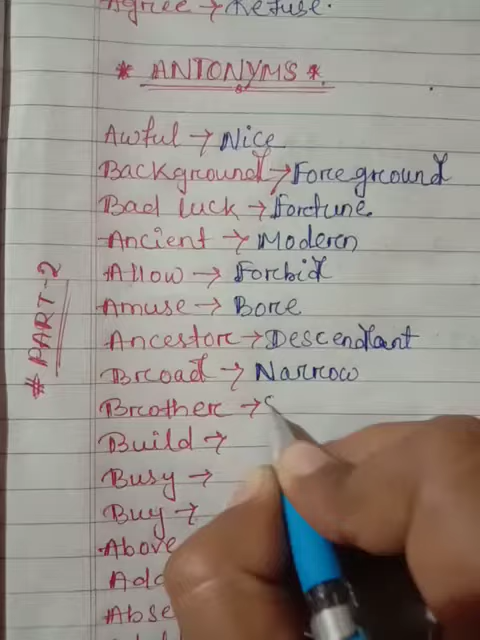 Agree → Refuse.
* ANTONYMS *
Awful → Nice
Background → Foreground
Bad luck → Fortune
Ancient → Modern
Allow → Forbid
Amuse → Bore
Ancestor → Descendant
Broad → Narrow
Brother →
Build →
Busy →
Buy →
Above
# PART-2